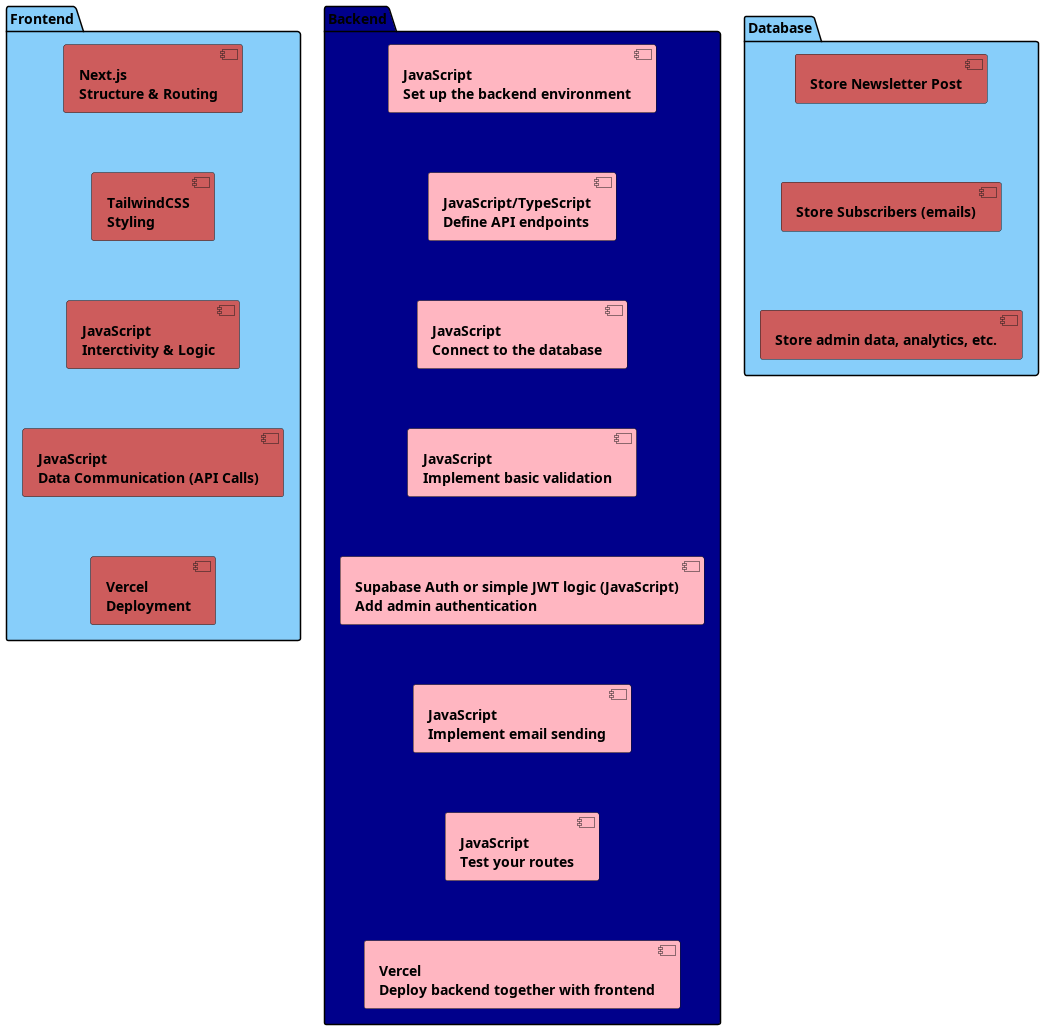 Frontend
Next.js
Structure & Routing
TailwindCSS
Styling
JavaScript
Interctivity & Logic
JavaScript
Data Communication (API Calls)
Vercel
Deployment
Backend
JavaScript
Set up the backend environment
JavaScript/TypeScript
Define API endpoints
JavaScript
Connect to the database
JavaScript
Implement basic validation
Supabase Auth or simple JWT logic (JavaScript)
Add admin authentication
JavaScript
Implement email sending
JavaScript
Test your routes
Vercel
Deploy backend together with frontend
Database
Store Newsletter Post
Store Subscribers (emails)
Store admin data, analytics, etc.